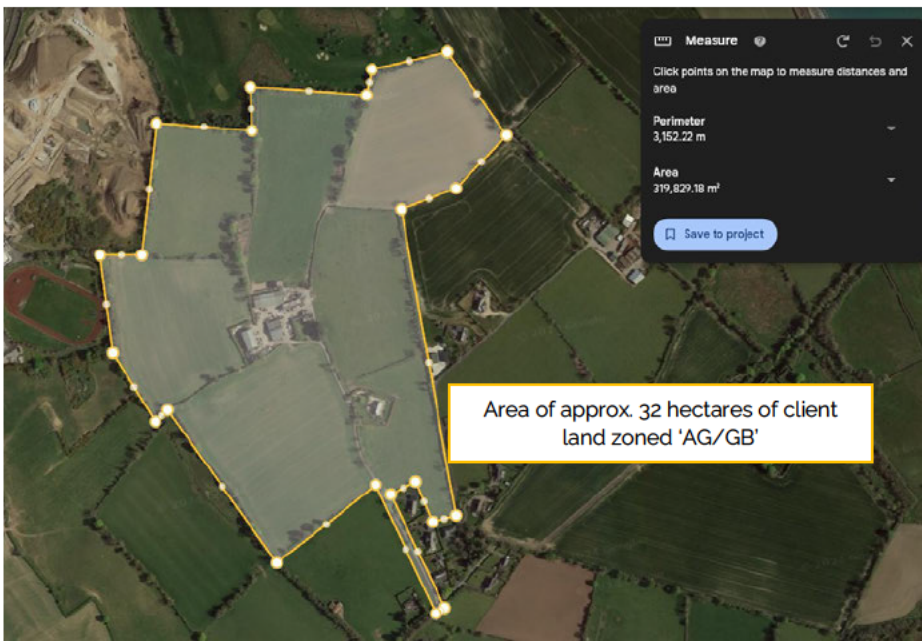 Measure
Click points on the map to measure distances and
area
Perimeter
3,152.22 m
Area
319,829.18 m²
Save to project
Area of approx. 32 hectares of client
land zoned ‘AG/GB’